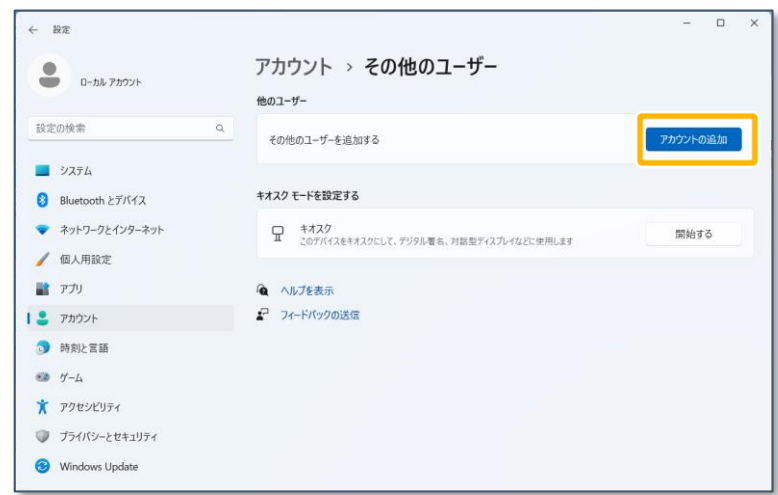 設定
ローカル アカウント
設定の検索
システム
Bluetooth とデバイス
ネットワークとインターネット
個人用設定
アプリ
アカウント
時刻と言語
ゲーム
アクセシビリティ
プライバシーとセキュリティ
Windows Update
アカウント › その他のユーザー
他のユーザー
その他のユーザーを追加する
アカウントの追加
キオスク モードを設定する
キオスク
このデバイスをキオスクにして、デジタル署名、対話型ディスプレイなどに使用します
開始する
ヘルプを表示
フィードバックの送信